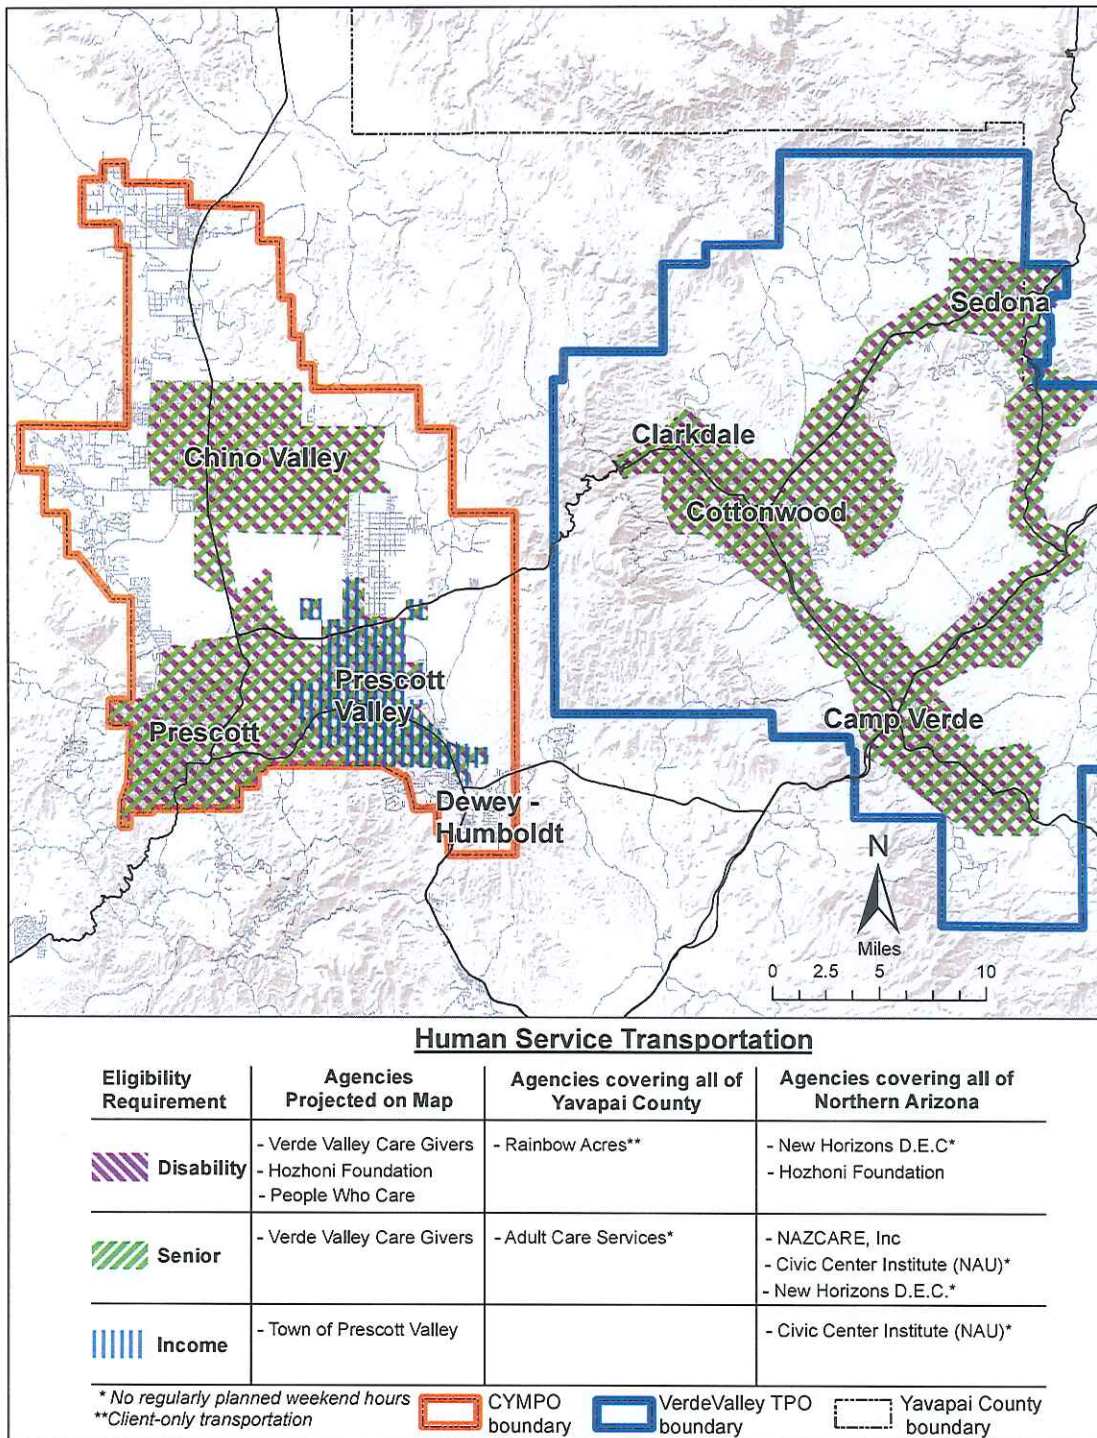 Sedona
Clarkdale
Chino Valley
Cottonwood
Prescott
Valley
Prescott
Camp Verde
Dewey -
Humboldt
N
Miles
0 2.5 5 10
Human Service Transportation
Eligibility
Requirement
Agencies
Projected on Map
Agencies covering all of
Yavapai County
Agencies covering all of
Northern Arizona
Disability
- Verde Valley Care Givers
- Hozhoni Foundation
- People Who Care
- Rainbow Acres**
- New Horizons D.E.C*
- Hozhoni Foundation
Senior
- Verde Valley Care Givers
- Adult Care Services*
- NAZCARE, Inc
- Civic Center Institute (NAU)*
- New Horizons D.E.C.*
Income
- Town of Prescott Valley
- Civic Center Institute (NAU)*
* No regularly planned weekend hours
**Client-only transportation
CYMPO
boundary
VerdeValley TPO
boundary
Yavapai County
boundary